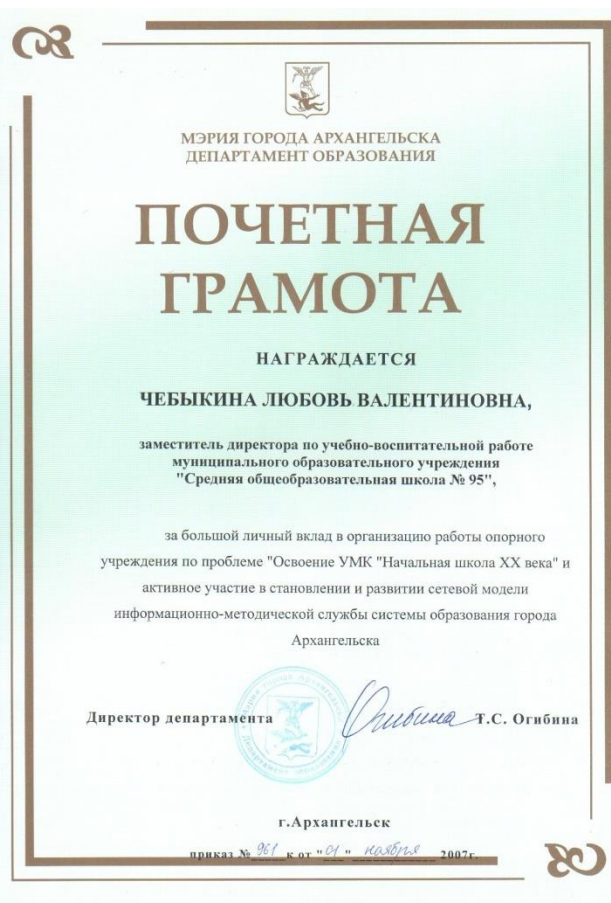 МЭРИЯ ГОРОДА АРХАНГЕЛЬСКА
ДЕПАРТАМЕНТ ОБРАЗОВАНИЯ
ПОЧЕТНАЯ
ГРАМОТА
НАГРАЖДАЕТСЯ
ЧЕБЫКИНА ЛЮБОВЬ ВАЛЕНТИНОВНА,
заместитель директора по учебно-воспитательной работе
муниципального образовательного учреждения
"Средняя общеобразовательная школа № 95",
за большой личный вклад в организацию работы опорного
учреждения по проблеме "Освоение УМК "Начальная школа XX века" и
активное участие в становлении и развитии сетевой модели
информационно-методической службы системы образования города
Архангельска
Директор департамента Огибина Т.С. Огибина
г.Архангельск
приказ № 961 к от "01" ноября 2007г.